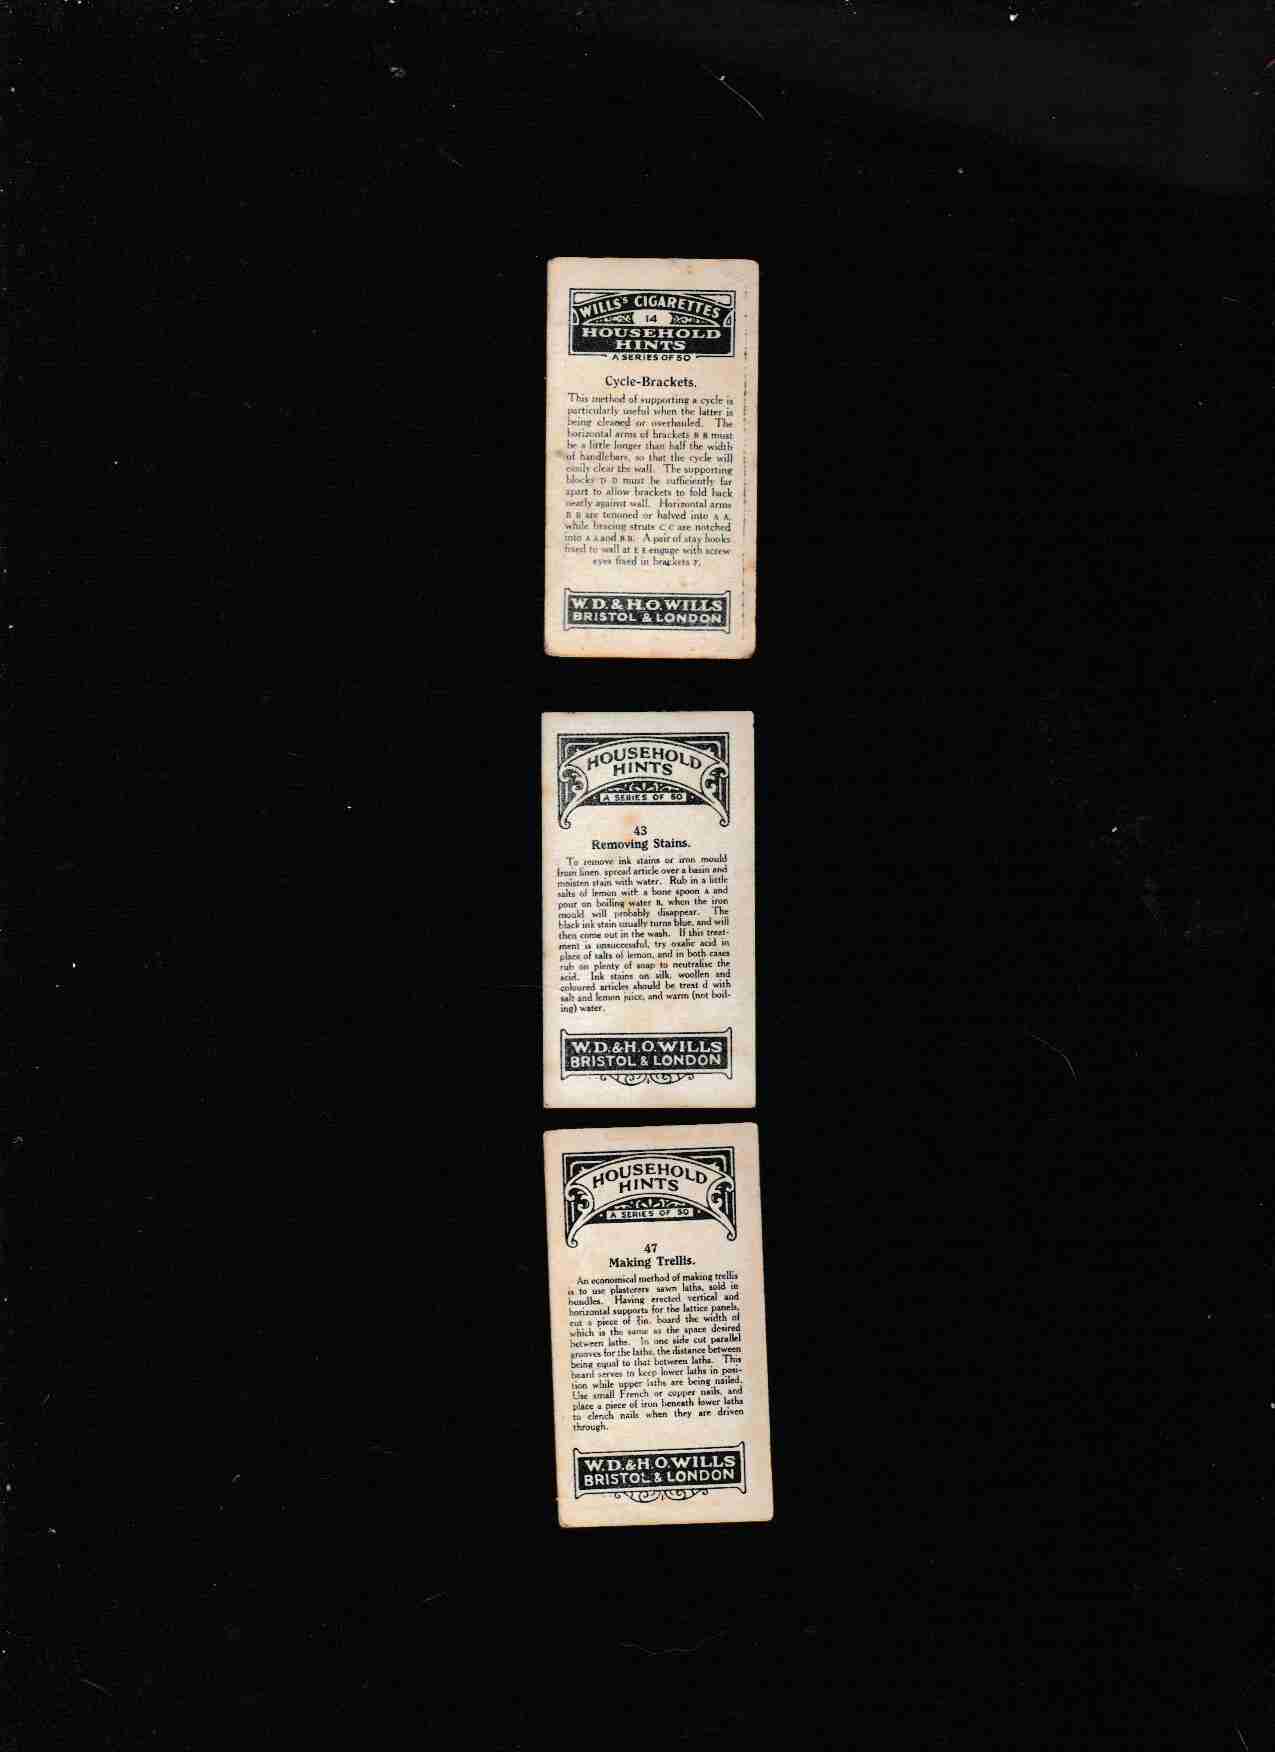 WILLS'S CIGARETTES
14
HOUSEHOLD
HINTS
A SERIES OF 50
Cycle-Brackets.
This method of supporting a cycle is
particularly useful when the latter is
being cleaned or overhauled. The
horizontal arms of brackets B B must
be a little longer than half the width
of handlebars, so that the cycle will
easily clear the wall. The supporting
blocks D D must be sufficiently far
apart to allow brackets to fold back
neatly against wall. Horizontal arms
B B are tenoned or halved into A A,
while bracing struts C C are notched
into A A and B B. A pair of stay hooks
fixed to wall at E E engage with screw
eyes fixed in brackets F.
W.D.&H.O.WILLS
BRISTOL & LONDON
HOUSEHOLD
HINTS
A SERIES OF 50
43
Removing Stains.
To remove ink stains or iron mould
from linen, spread article over a basin and
moisten stain with water. Rub in a little
salts of lemon with a bone spoon A and
pour on boiling water B, when the iron
mould will probably disappear. The
black ink stain usually turns blue, and will
then come out in the wash. If this treat-
ment is unsuccessful, try oxalic acid in
place of salts of lemon, and in both cases
rub on plenty of soap to neutralise the
acid. Ink stains on silk, woollen and
coloured articles should be treat d with
salt and lemon juice, and warm (not boil-
ing) water.
W.D.&H.O.WILLS
BRISTOL & LONDON
HOUSEHOLD
HINTS
A SERIES OF 50
47
Making Trellis.
An economical method of making trellis
is to use plasterers sawn laths, sold in
bundles. Having erected vertical and
horizontal supports for the lattice panels,
cut a piece of board the width of
which is the same as the space desired
between laths. In one side cut parallel
grooves for the laths, the distance between
being equal to that between laths. This
board serves to keep lower laths in posi-
tion while upper laths are being nailed.
Use small French or copper nails, and
place a piece of iron beneath lower laths
to clench nails when they are driven
through.
W.D.&H.O.WILLS
BRISTOL & LONDON